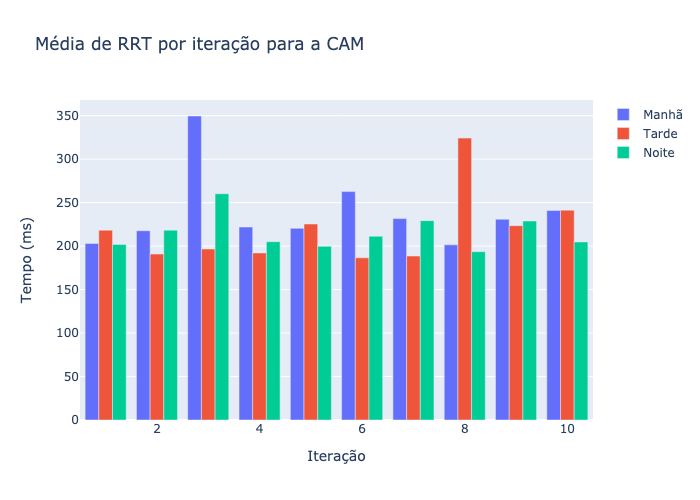 Média de RRT por iteração para a CAM
Manhã
Tarde
Noite
350
300
250
200
150
100
50
0
Tempo (ms)
2 4 6 8 10
Iteração